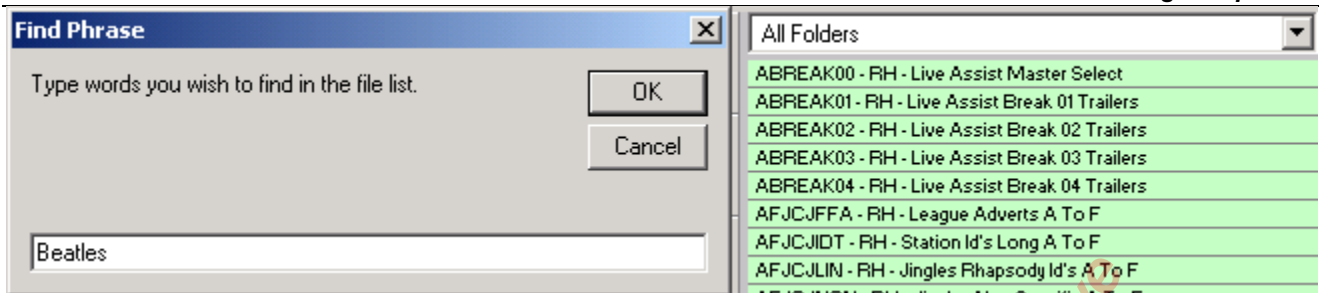 Find Phrase
Type words you wish to find in the file list.
OK
Cancel
Beatles
All Folders
ABREAK00 - RH - Live Assist Master Select
ABREAK01 - RH - Live Assist Break 01 Trailers
ABREAK02 - RH - Live Assist Break 02 Trailers
ABREAK03 - RH - Live Assist Break 03 Trailers
ABREAK04 - RH - Live Assist Break 04 Trailers
AFJCJFFA - RH - League Adverts A To F
AFJCJIDT - RH - Station Id's Long A To F
AFJCJLIN - RH - Jingles Rhapsody Id's A To F